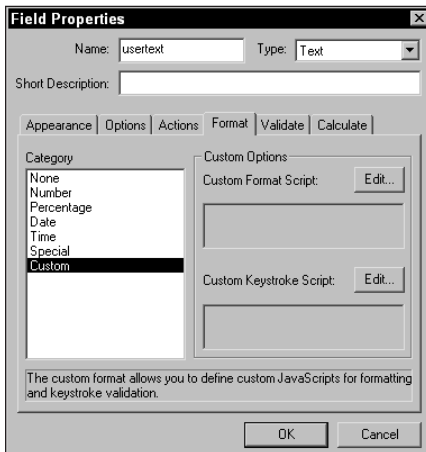 Field Properties
Name: usertext Type: Text
Short Description:
Appearance Options Actions Format Validate Calculate
Category
None
Number
Percentage
Date
Time
Special
Custom
Custom Options
Custom Format Script: Edit...
Custom Keystroke Script: Edit...
The custom format allows you to define custom JavaScripts for formatting
and keystroke validation.
OK Cancel